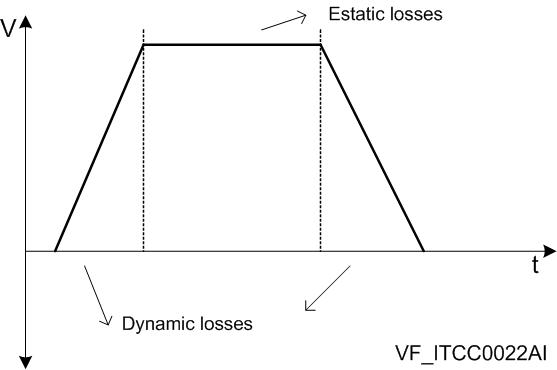 Estatic losses
V
t
Dynamic losses
VF_ITCC0022AI